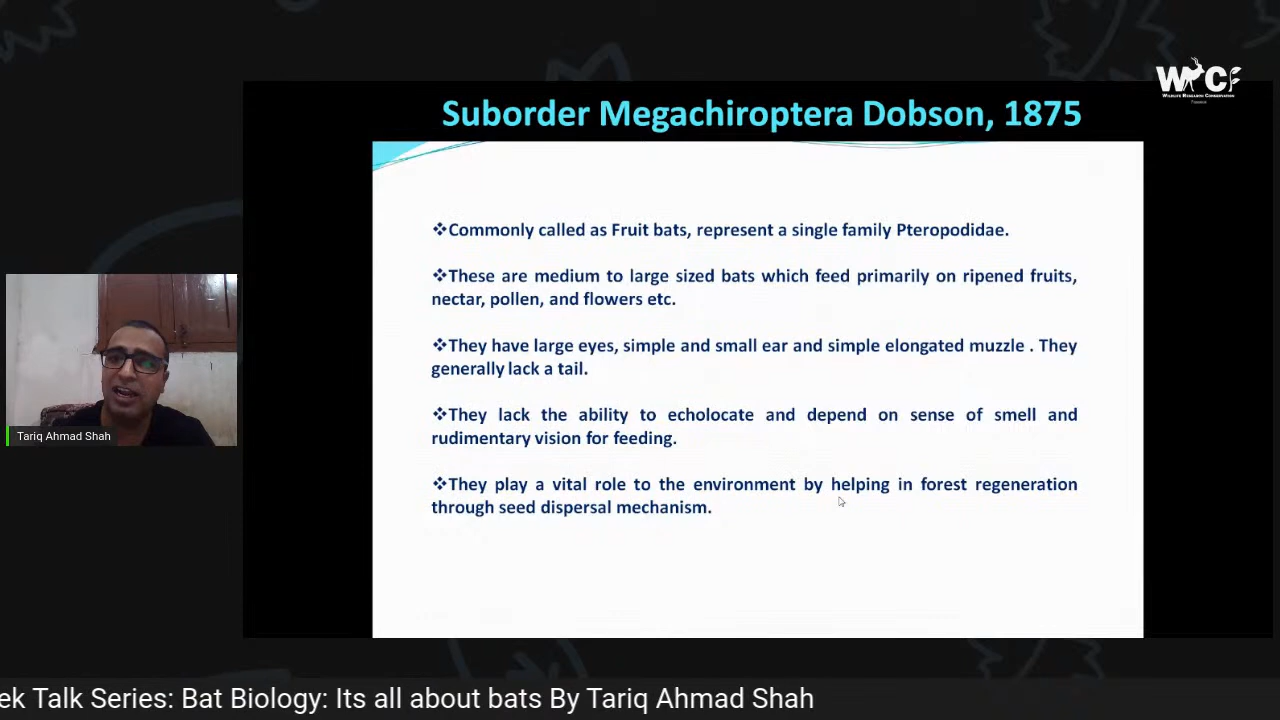 WRCF
WILDLIFE RESEARCH CONSERVATION
Suborder Megachiroptera Dobson, 1875
❖Commonly called as Fruit bats, represent a single family Pteropodidae.
❖These are medium to large sized bats which feed primarily on ripened fruits,
nectar, pollen, and flowers etc.
❖They have large eyes, simple and small ear and simple elongated muzzle . They
generally lack a tail.
❖They lack the ability to echolocate and depend on sense of smell and
rudimentary vision for feeding.
❖They play a vital role to the environment by helping in forest regeneration
through seed dispersal mechanism.
Tariq Ahmad Shah
ek Talk Series: Bat Biology: Its all about bats By Tariq Ahmad Shah